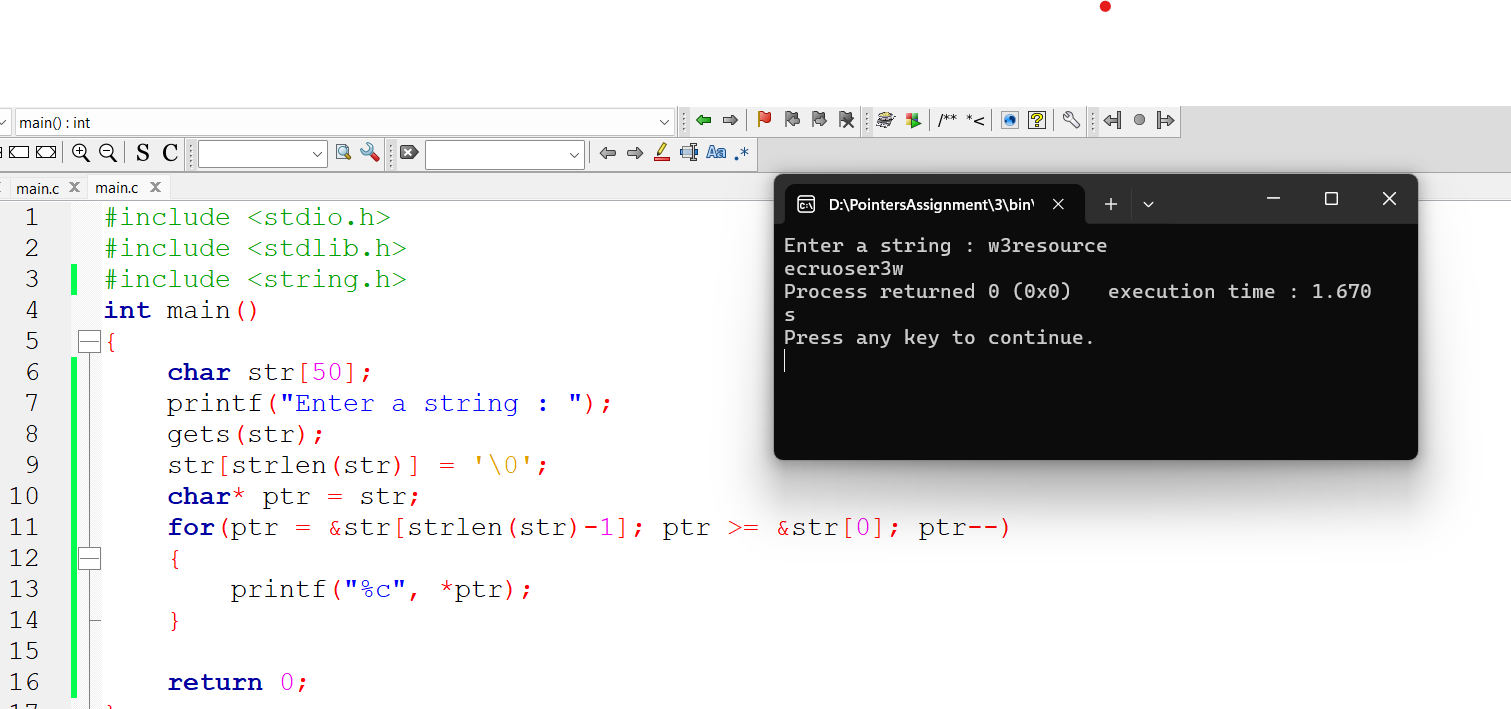 main() : int
S C
Aa .*
/** *<
main.c main.c
1 #include <stdio.h>
2 #include <stdlib.h>
3 #include <string.h>
4 int main()
5 {
6 char str[50];
7 printf("Enter a string : ");
8 gets(str);
9 str[strlen(str)] = '\0';
10 char* ptr = str;
11 for(ptr = &str[strlen(str)-1]; ptr >= &str[0]; ptr--)
12 {
13 printf("%c", *ptr);
14 }
15
16 return 0;
17 }
D:\PointersAssignment\3\bin\
Enter a string : w3resource
ecruoser3w
Process returned 0 (0x0) execution time : 1.670
s
Press any key to continue.